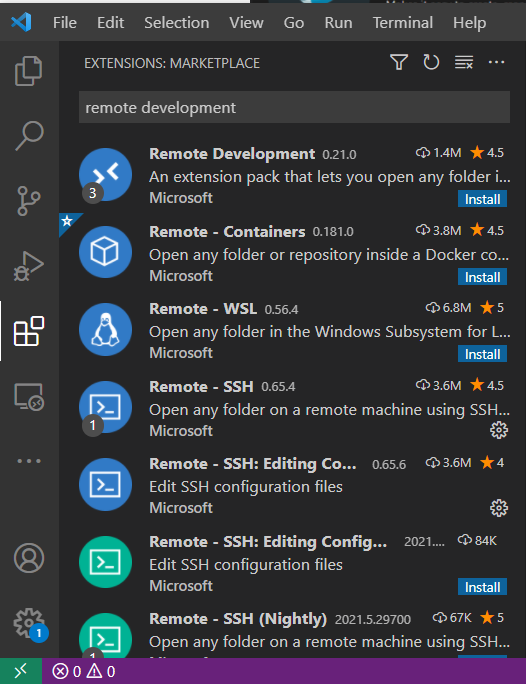 File Edit Selection View Go Run Terminal Help
EXTENSIONS: MARKETPLACE
remote development
Remote Development 0.21.0 1.4M 4.5
An extension pack that lets you open any folder i...
3
Microsoft Install
Remote - Containers 0.181.0 3.8M 4.5
Open any folder or repository inside a Docker co...
Microsoft Install
Remote - WSL 0.56.4 6.8M 5
Open any folder in the Windows Subsystem for L...
Microsoft Install
Remote - SSH 0.65.4 3.6M 4.5
Open any folder on a remote machine using SSH...
1
Microsoft
Remote - SSH: Editing Co... 0.65.6 3.6M 4
Edit SSH configuration files
Microsoft
Remote - SSH: Editing Config... 2021.... 84K
Edit SSH configuration files
Microsoft Install
Remote - SSH (Nightly) 2021.5.29700 67K 5
Open any folder on a remote machine using SSH...
1
1
0 0